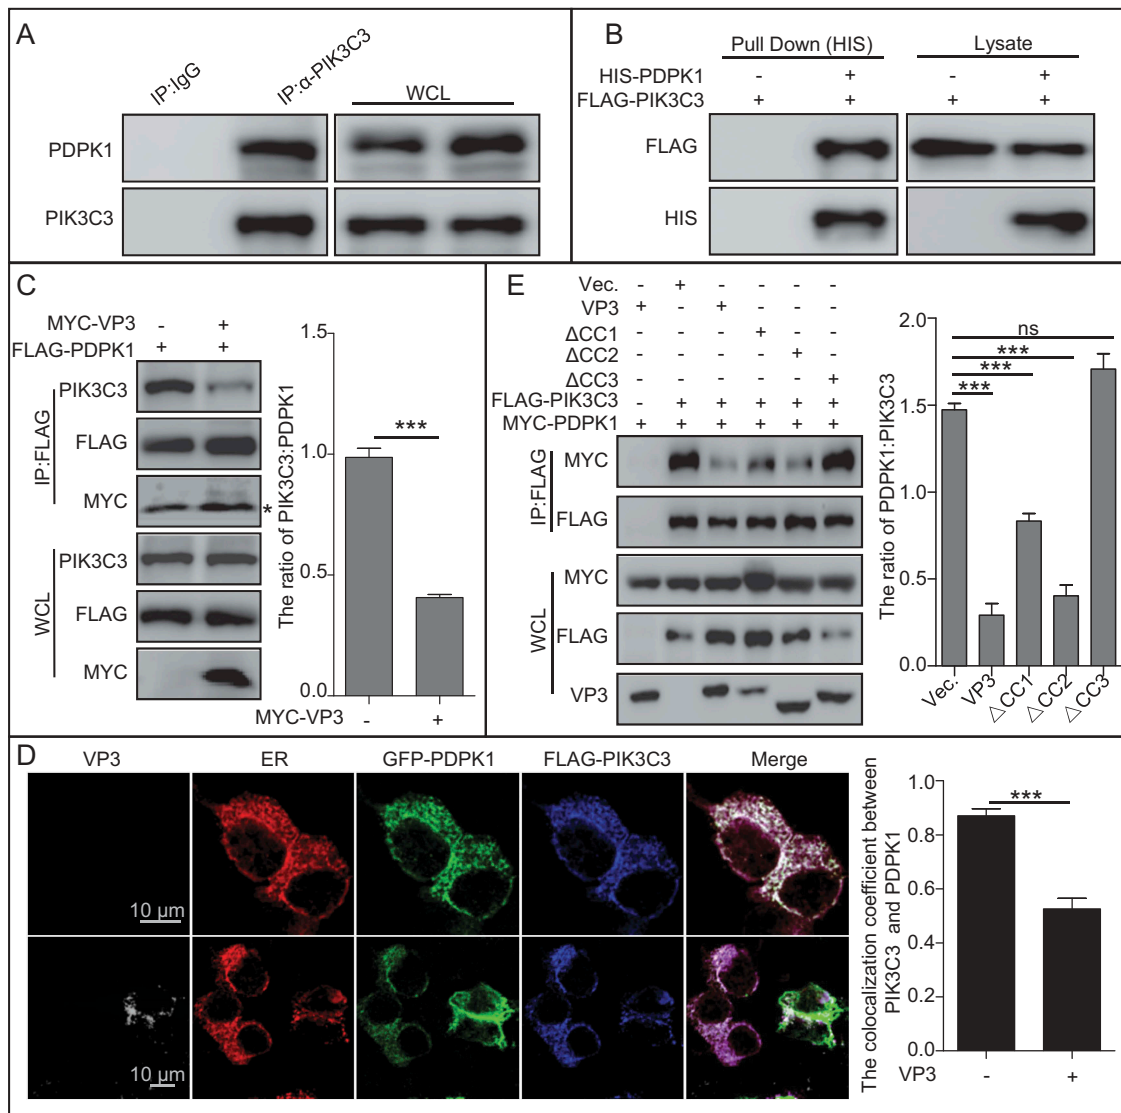 A
IP:IgG
IP:α-PIK3C3
WCL
PDPK1
PIK3C3
B
Pull Down (HIS) Lysate
HIS-PDPK1 - + - +
FLAG-PIK3C3 + + + +
FLAG
HIS
C
MYC-VP3 - +
FLAG-PDPK1 + +
IP:FLAG
PIK3C3
FLAG
MYC *
WCL
PIK3C3
FLAG
MYC
The ratio of PIK3C3:PDPK1
1.5
1.0
0.5
0.0
***
MYC-VP3 - +
E
Vec. - + - - - -
VP3 + - + - - -
ΔCC1 - - - + - -
ΔCC2 - - - - + -
ΔCC3 - - - - - +
FLAG-PIK3C3 - + + + + +
MYC-PDPK1 + + + + + +
IP:FLAG
MYC
FLAG
WCL
MYC
FLAG
VP3
The ratio of PDPK1:PIK3C3
2.0
1.5
1.0
0.5
0.0
ns
***
***
***
Vec.
VP3
△CC1
△CC2
△CC3
D
VP3 ER GFP-PDPK1 FLAG-PIK3C3 Merge
10 μm
10 μm
The colocalization coefficient between
PIK3C3 and PDPK1
1.0
0.8
0.6
0.4
0.2
0.0
***
VP3 - +